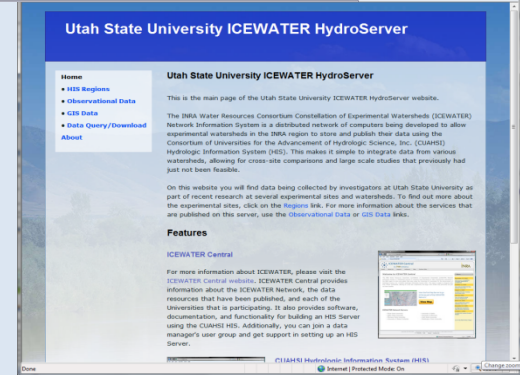 Utah State University ICEWATER HydroServer
Home
• HIS Regions
• Observational Data
• GIS Data
• Data Query/Download
About
Utah State University ICEWATER HydroServer
This is the main page of the Utah State University ICEWATER HydroServer website.
The INRA Water Resources Consortium Constellation of Experimental Watersheds (ICEWATER)
Network Information System is a distributed network of computers being developed to allow
experimental watersheds in the INRA region to store and publish their data using the
Consortium of Universities for the Advancement of Hydrologic Science, Inc. (CUAHSI)
Hydrologic Information System (HIS). This makes it simple to integrate data from various
watersheds, allowing for cross-site comparisons and large scale studies that previously had
just not been feasible.
On this website you will find data being collected by investigators at Utah State University as
part of recent research at several experimental sites and watersheds. To find out more about
the experimental sites, click on the Regions link. For more information about the services that
are published on this server, use the Observational Data or GIS Data links.
Features
ICEWATER Central
For more information about ICEWATER, please visit the
ICEWATER Central website. ICEWATER Central provides
information about the ICEWATER Network, the data
resources that have been published, and each of the
Universities that is participating. It also provides software,
documentation, and functionality for building an HIS Server
using the CUAHSI HIS. Additionally, you can join a data
manager's user group and get support in setting up an HIS
Server.
CUAHSI Hydrologic Information System (HIS)
Done
Internet | Protected Mode: On
Change zoom